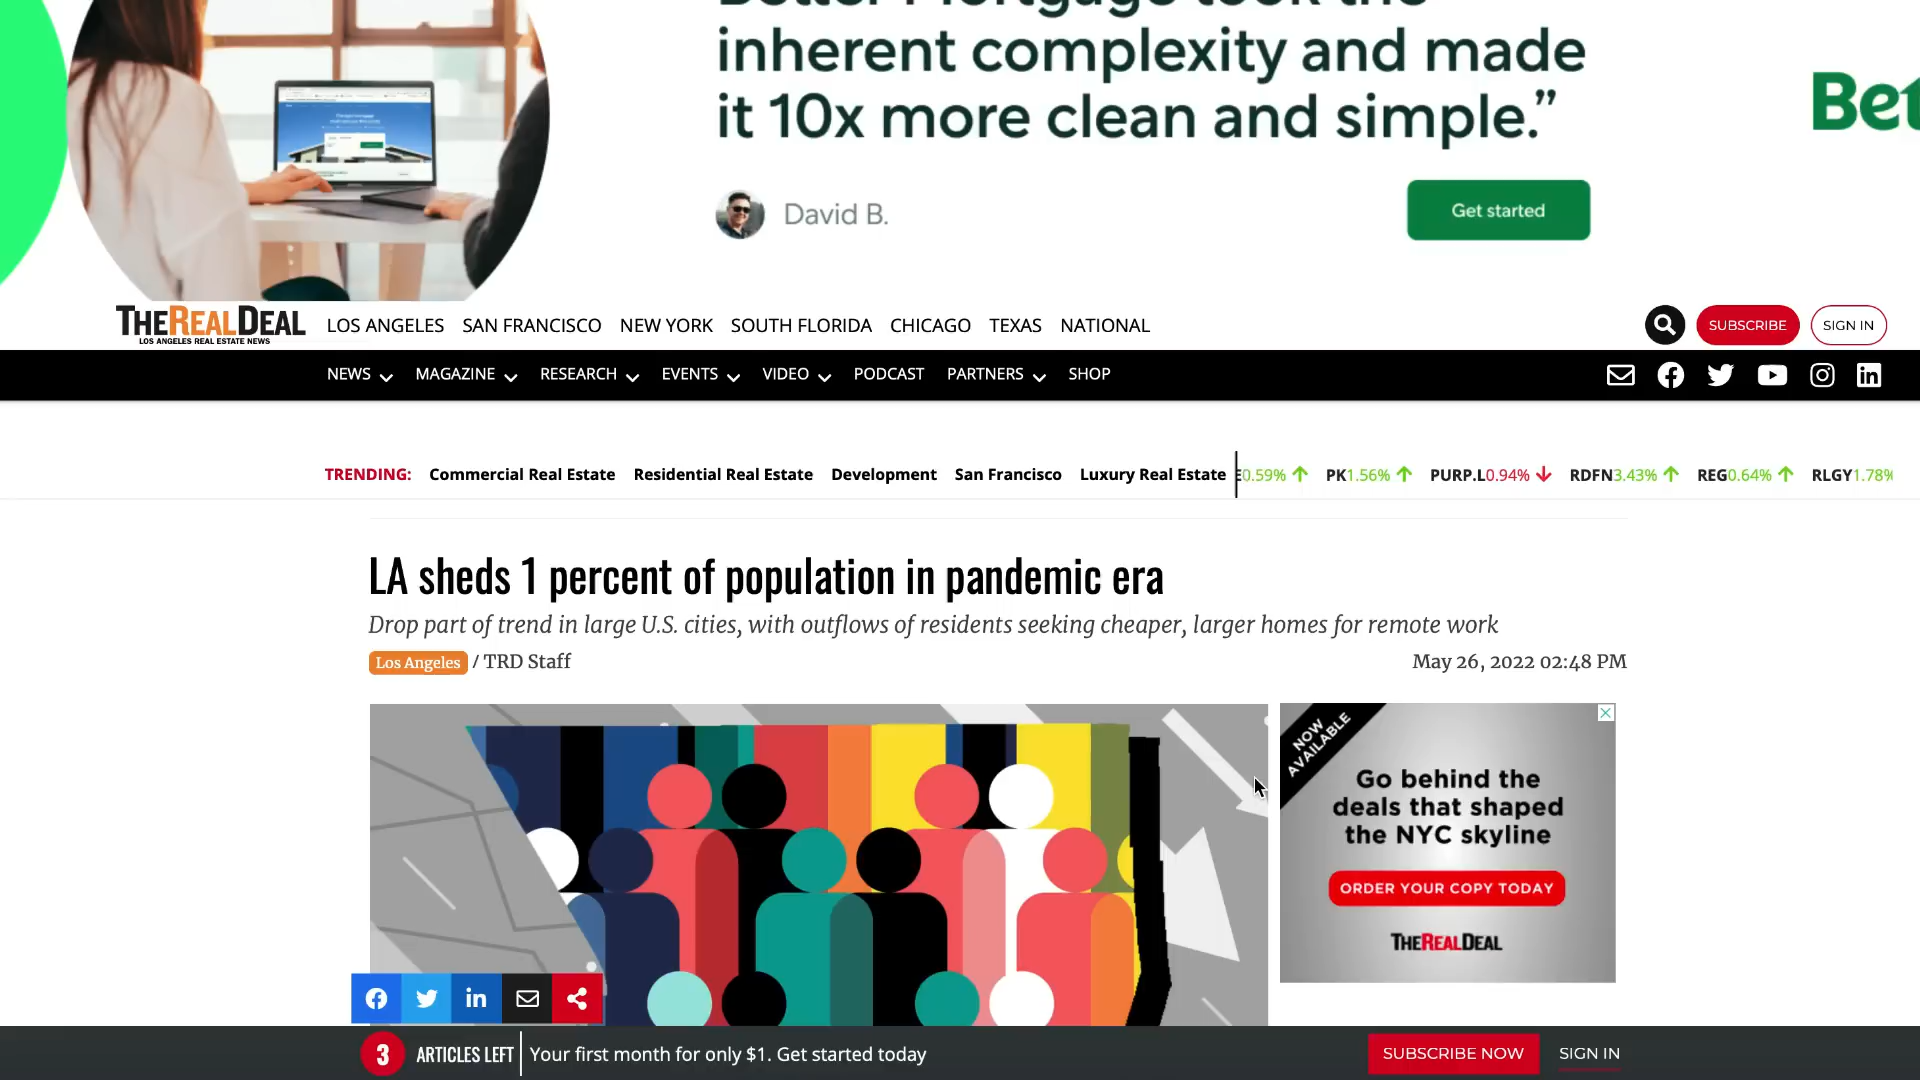 inherent complexity and made
it 10x more clean and simple.”
David B.
Get started
THEREALDEAL
LOS ANGELES REAL ESTATE NEWS
LOS ANGELES SAN FRANCISCO NEW YORK SOUTH FLORIDA CHICAGO TEXAS NATIONAL
SUBSCRIBE
SIGN IN
NEWS MAGAZINE RESEARCH EVENTS VIDEO PODCAST PARTNERS SHOP
TRENDING: Commercial Real Estate Residential Real Estate Development San Francisco Luxury Real Estate
0.59% PK1.56% PURP.L0.94% RDFN3.43% REG0.64% RLGY1.78%
LA sheds 1 percent of population in pandemic era
Drop part of trend in large U.S. cities, with outflows of residents seeking cheaper, larger homes for remote work
Los Angeles / TRD Staff
May 26, 2022 02:48 PM
NOW
AVAILABLE
Go behind the
deals that shaped
the NYC skyline
ORDER YOUR COPY TODAY
THEREALDEAL
3 ARTICLES LEFT Your first month for only $1. Get started today
SUBSCRIBE NOW
SIGN IN